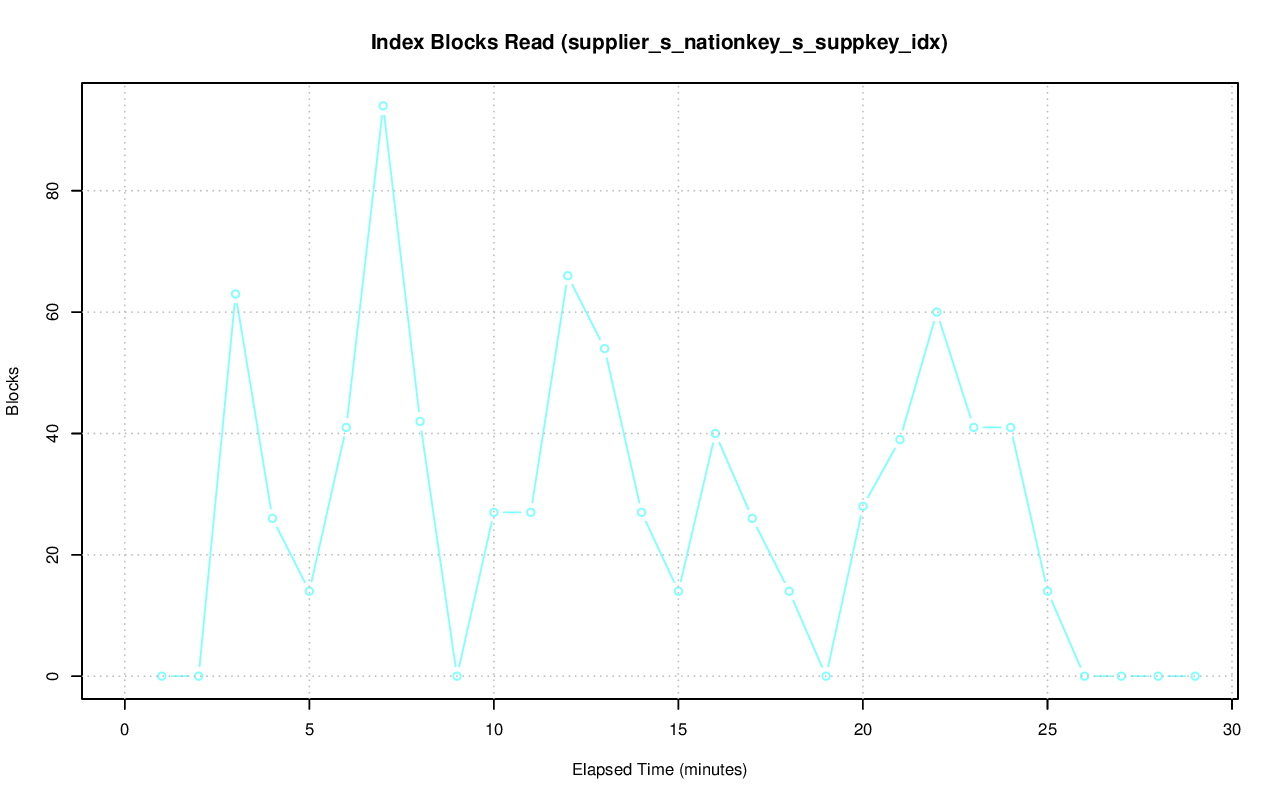 Index Blocks Read (supplier_s_nationkey_s_suppkey_idx)
Blocks
80
60
40
20
0
0 5 10 15 20 25 30
Elapsed Time (minutes)